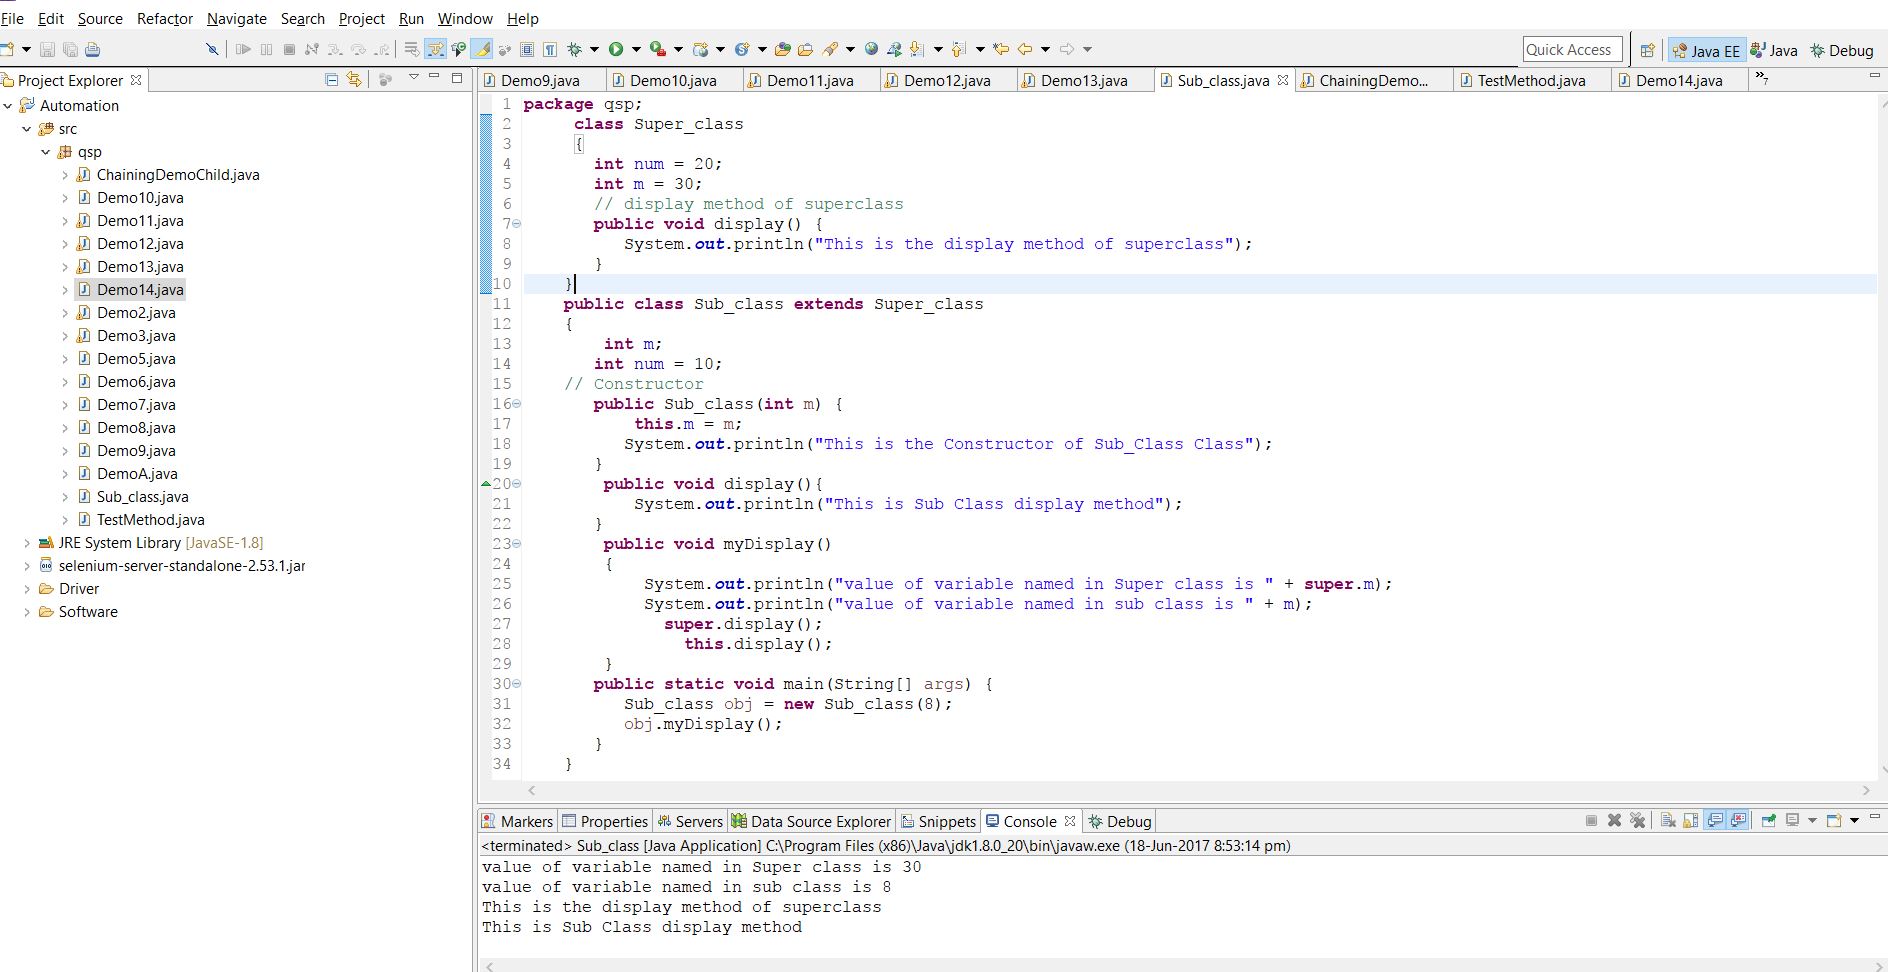 File Edit Source Refactor Navigate Search Project Run Window Help
Quick Access Java EE Java Debug
Project Explorer
Automation
src
qsp
ChainingDemoChild.java
Demo10.java
Demo11.java
Demo12.java
Demo13.java
Demo14.java
Demo2.java
Demo3.java
Demo5.java
Demo6.java
Demo7.java
Demo8.java
Demo9.java
DemoA.java
Sub_class.java
TestMethod.java
JRE System Library [JavaSE-1.8]
selenium-server-standalone-2.53.1.jar
Driver
Software
Demo9.java Demo10.java Demo11.java Demo12.java Demo13.java Sub_class.java ChainingDemo... TestMethod.java Demo14.java »7
1 package qsp;
2 class Super_class
3 {
4 int num = 20;
5 int m = 30;
6 // display method of superclass
7 public void display() {
8 System.out.println("This is the display method of superclass");
9 }
10 }
11 public class Sub_class extends Super_class
12 {
13 int m;
14 int num = 10;
15 // Constructor
16 public Sub_class(int m) {
17 this.m = m;
18 System.out.println("This is the Constructor of Sub_Class Class");
19 }
20 public void display(){
21 System.out.println("This is Sub Class display method");
22 }
23 public void myDisplay()
24 {
25 System.out.println("value of variable named in Super class is " + super.m);
26 System.out.println("value of variable named in sub class is " + m);
27 super.display();
28 this.display();
29 }
30 public static void main(String[] args) {
31 Sub_class obj = new Sub_class(8);
32 obj.myDisplay();
33 }
34 }
Markers Properties Servers Data Source Explorer Snippets Console Debug
<terminated> Sub_class [Java Application] C:\Program Files (x86)\Java\jdk1.8.0_20\bin\javaw.exe (18-Jun-2017 8:53:14 pm)
value of variable named in Super class is 30
value of variable named in sub class is 8
This is the display method of superclass
This is Sub Class display method